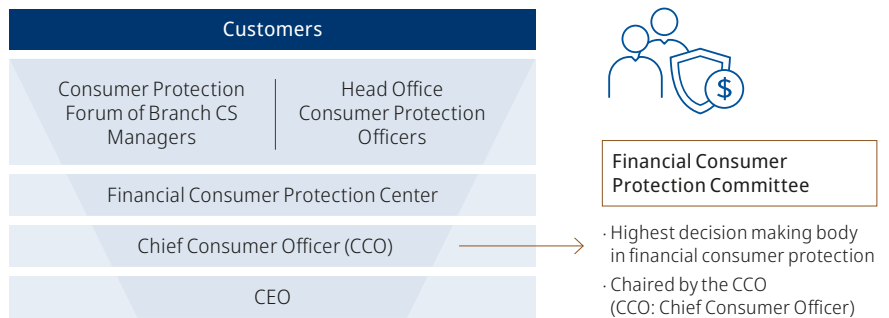 Customers
Consumer Protection
Forum of Branch CS
Managers
Head Office
Consumer Protection
Officers
Financial Consumer Protection Center
Chief Consumer Officer (CCO)
CEO
$
Financial Consumer
Protection Committee
· Highest decision making body
in financial consumer protection
· Chaired by the CCO
(CCO: Chief Consumer Officer)